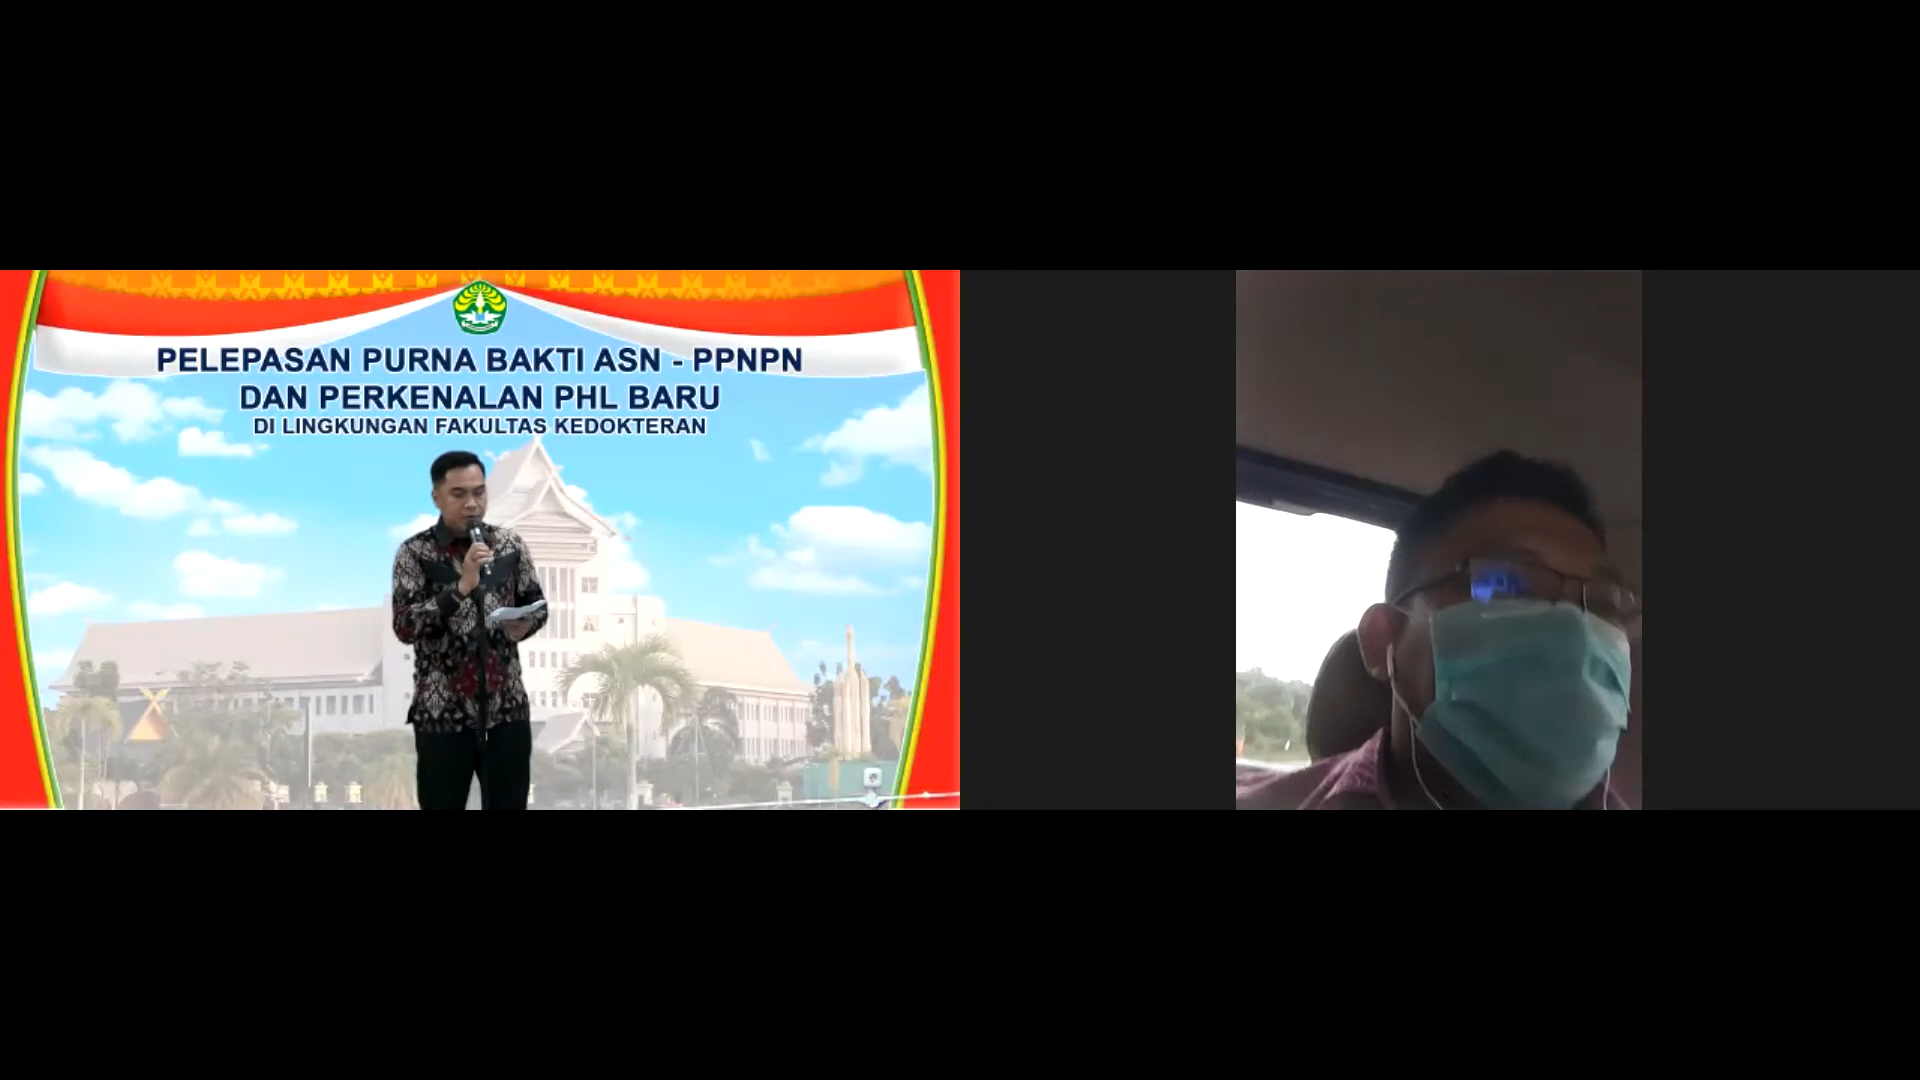 PELEPASAN PURNA BAKTI ASN - PPNPN
DAN PERKENALAN PHL BARU
DI LINGKUNGAN FAKULTAS KEDOKTERAN